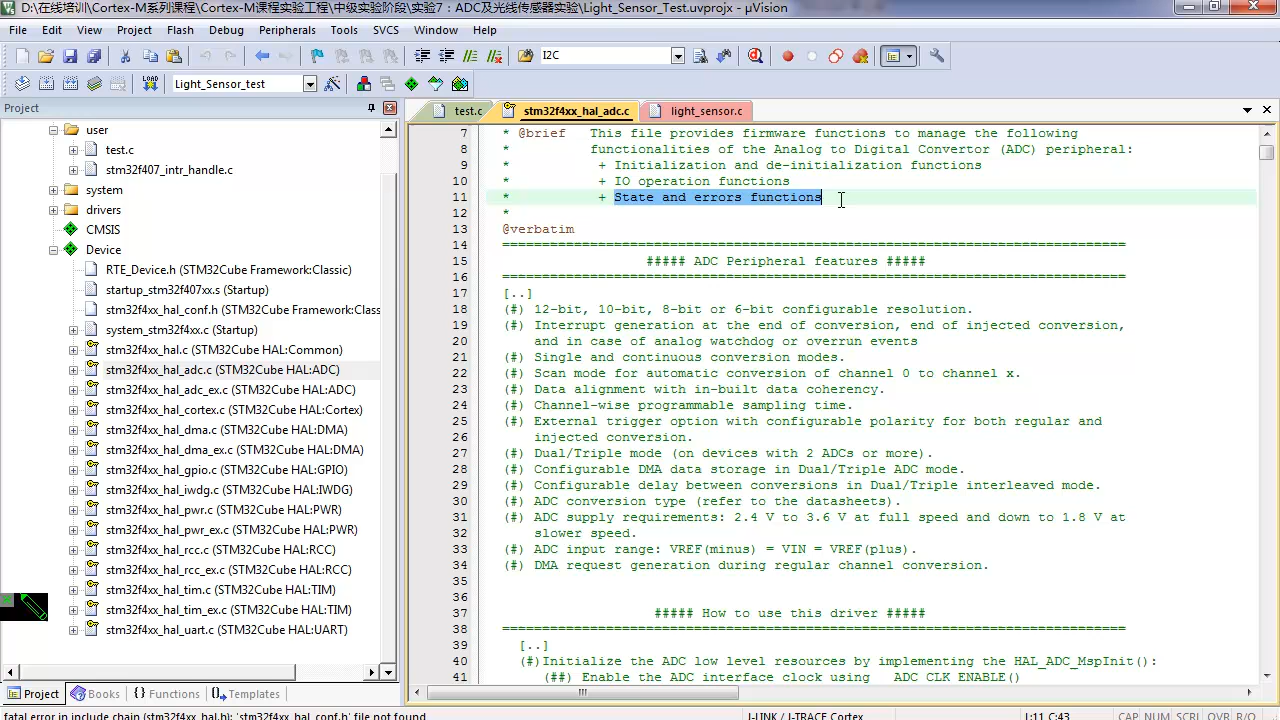 D:\在线培训\Cortex-M系列课程\Cortex-M课程实验工程\中级实验阶段\实验7：ADC及光线传感器实验\Light_Sensor_Test.uvprojx - µVision
File Edit View Project Flash Debug Peripherals Tools SVCS Window Help
I2C
LOAD Light_Sensor_test
Project
test.c stm32f4xx_hal_adc.c light_sensor.c
user
test.c
stm32f407_intr_handle.c
system
drivers
CMSIS
Device
RTE_Device.h (STM32Cube Framework:Classic)
startup_stm32f407xx.s (Startup)
stm32f4xx_hal_conf.h (STM32Cube Framework:Class
system_stm32f4xx.c (Startup)
stm32f4xx_hal.c (STM32Cube HAL:Common)
stm32f4xx_hal_adc.c (STM32Cube HAL:ADC)
stm32f4xx_hal_adc_ex.c (STM32Cube HAL:ADC)
stm32f4xx_hal_cortex.c (STM32Cube HAL:Cortex)
stm32f4xx_hal_dma.c (STM32Cube HAL:DMA)
stm32f4xx_hal_dma_ex.c (STM32Cube HAL:DMA)
stm32f4xx_hal_gpio.c (STM32Cube HAL:GPIO)
stm32f4xx_hal_iwdg.c (STM32Cube HAL:IWDG)
stm32f4xx_hal_pwr.c (STM32Cube HAL:PWR)
stm32f4xx_hal_pwr_ex.c (STM32Cube HAL:PWR)
stm32f4xx_hal_rcc.c (STM32Cube HAL:RCC)
stm32f4xx_hal_rcc_ex.c (STM32Cube HAL:RCC)
stm32f4xx_hal_tim.c (STM32Cube HAL:TIM)
stm32f4xx_hal_tim_ex.c (STM32Cube HAL:TIM)
stm32f4xx_hal_uart.c (STM32Cube HAL:UART)
7 * @brief This file provides firmware functions to manage the following
8 * functionalities of the Analog to Digital Convertor (ADC) peripheral:
9 * + Initialization and de-initialization functions
10 * + IO operation functions
11 * + State and errors functions
12 *
13 @verbatim
14 ==============================================================================
15 ##### ADC Peripheral features #####
16 ==============================================================================
17 [..]
18 (#) 12-bit, 10-bit, 8-bit or 6-bit configurable resolution.
19 (#) Interrupt generation at the end of conversion, end of injected conversion,
20 and in case of analog watchdog or overrun events
21 (#) Single and continuous conversion modes.
22 (#) Scan mode for automatic conversion of channel 0 to channel x.
23 (#) Data alignment with in-built data coherency.
24 (#) Channel-wise programmable sampling time.
25 (#) External trigger option with configurable polarity for both regular and
26 injected conversion.
27 (#) Dual/Triple mode (on devices with 2 ADCs or more).
28 (#) Configurable DMA data storage in Dual/Triple ADC mode.
29 (#) Configurable delay between conversions in Dual/Triple interleaved mode.
30 (#) ADC conversion type (refer to the datasheets).
31 (#) ADC supply requirements: 2.4 V to 3.6 V at full speed and down to 1.8 V at
32 slower speed.
33 (#) ADC input range: VREF(minus) = VIN = VREF(plus).
34 (#) DMA request generation during regular channel conversion.
35
36
37 ##### How to use this driver #####
38 ==============================================================================
39 [..]
40 (#)Initialize the ADC low level resources by implementing the HAL_ADC_MspInit():
41 (##) Enable the ADC interface clock using __ADC_CLK_ENABLE()
Project Books {} Functions Templates
fatal error in include chain (stm32f4xx_hal.h): 'stm32f4xx_hal_conf.h' file not found J-LINK / J-TRACE Cortex L:11 C:43 CAP NUM SCRL OVR R/O